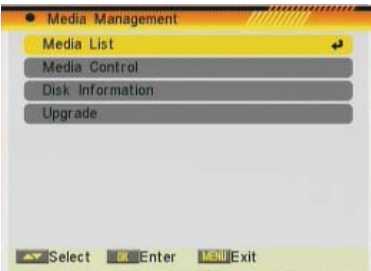 Media Management
Media List
Media Control
Disk Information
Upgrade
Select OK Enter MENU Exit